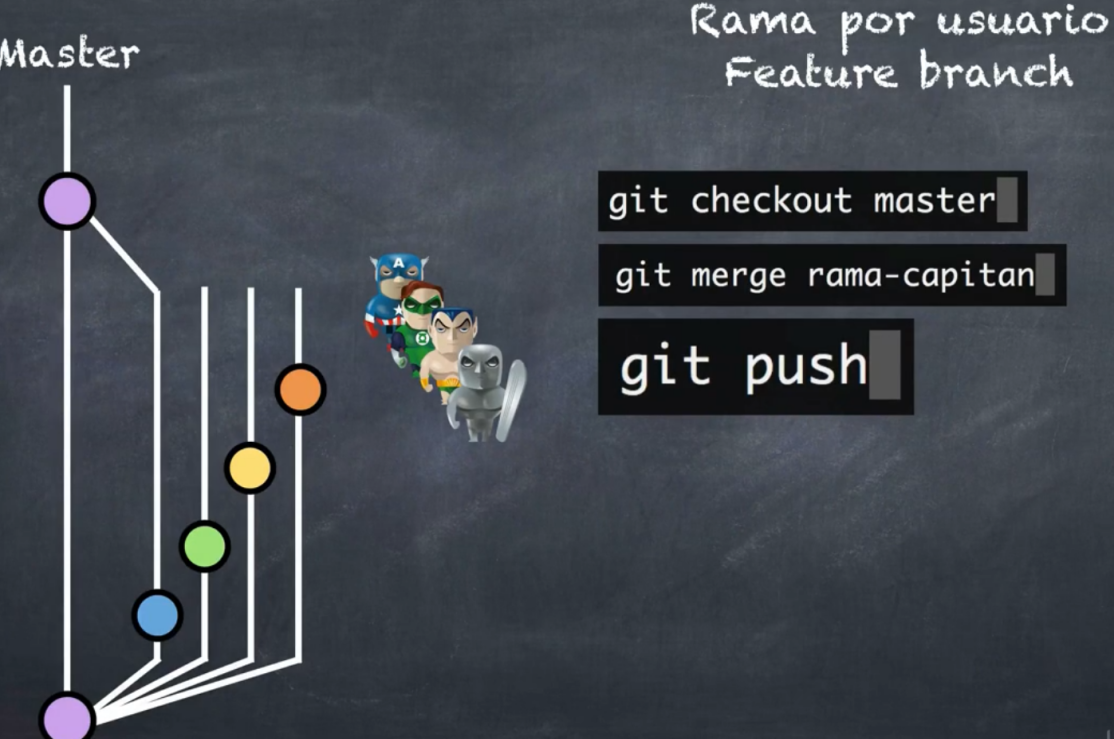 Master
Rama por usuario
Feature branch
git checkout master
git merge rama-capitan
git push
A